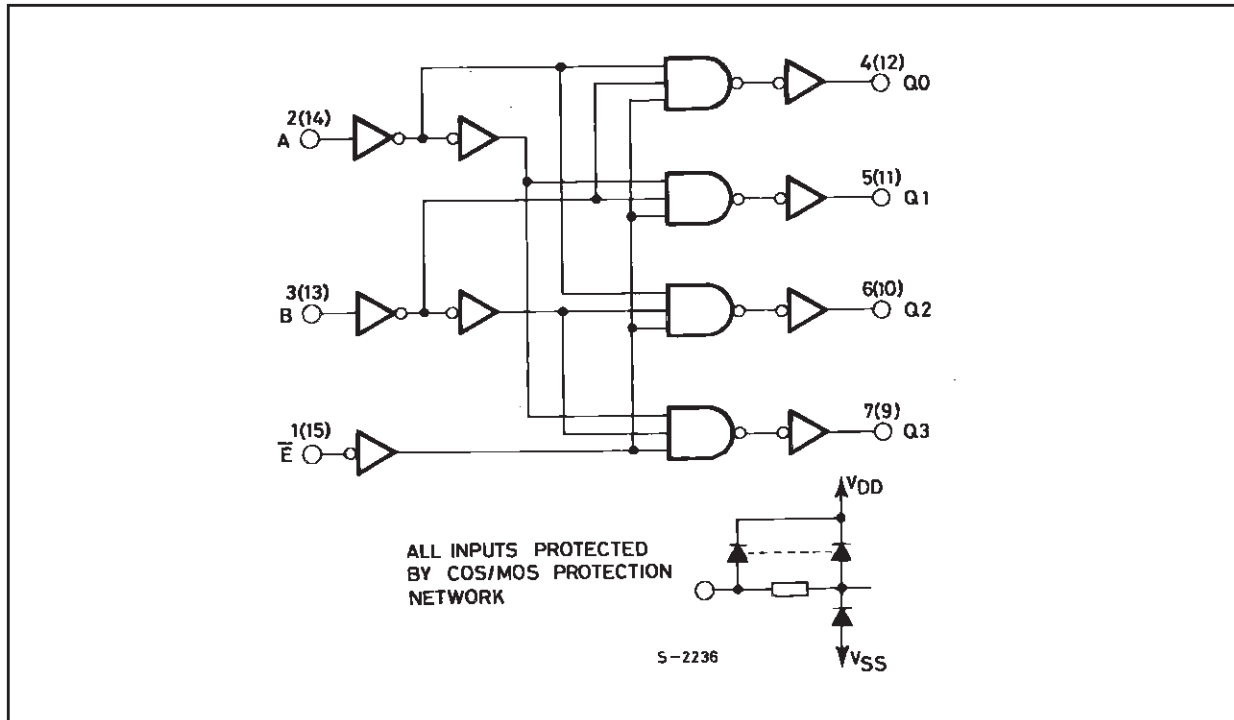 4(12)
Q0
2(14)
A
5(11)
Q1
3(13)
B
6(10)
Q2
1(15)
E̅
7(9)
Q3
VDD
ALL INPUTS PROTECTED
BY COS/MOS PROTECTION
NETWORK
S-2236
VSS